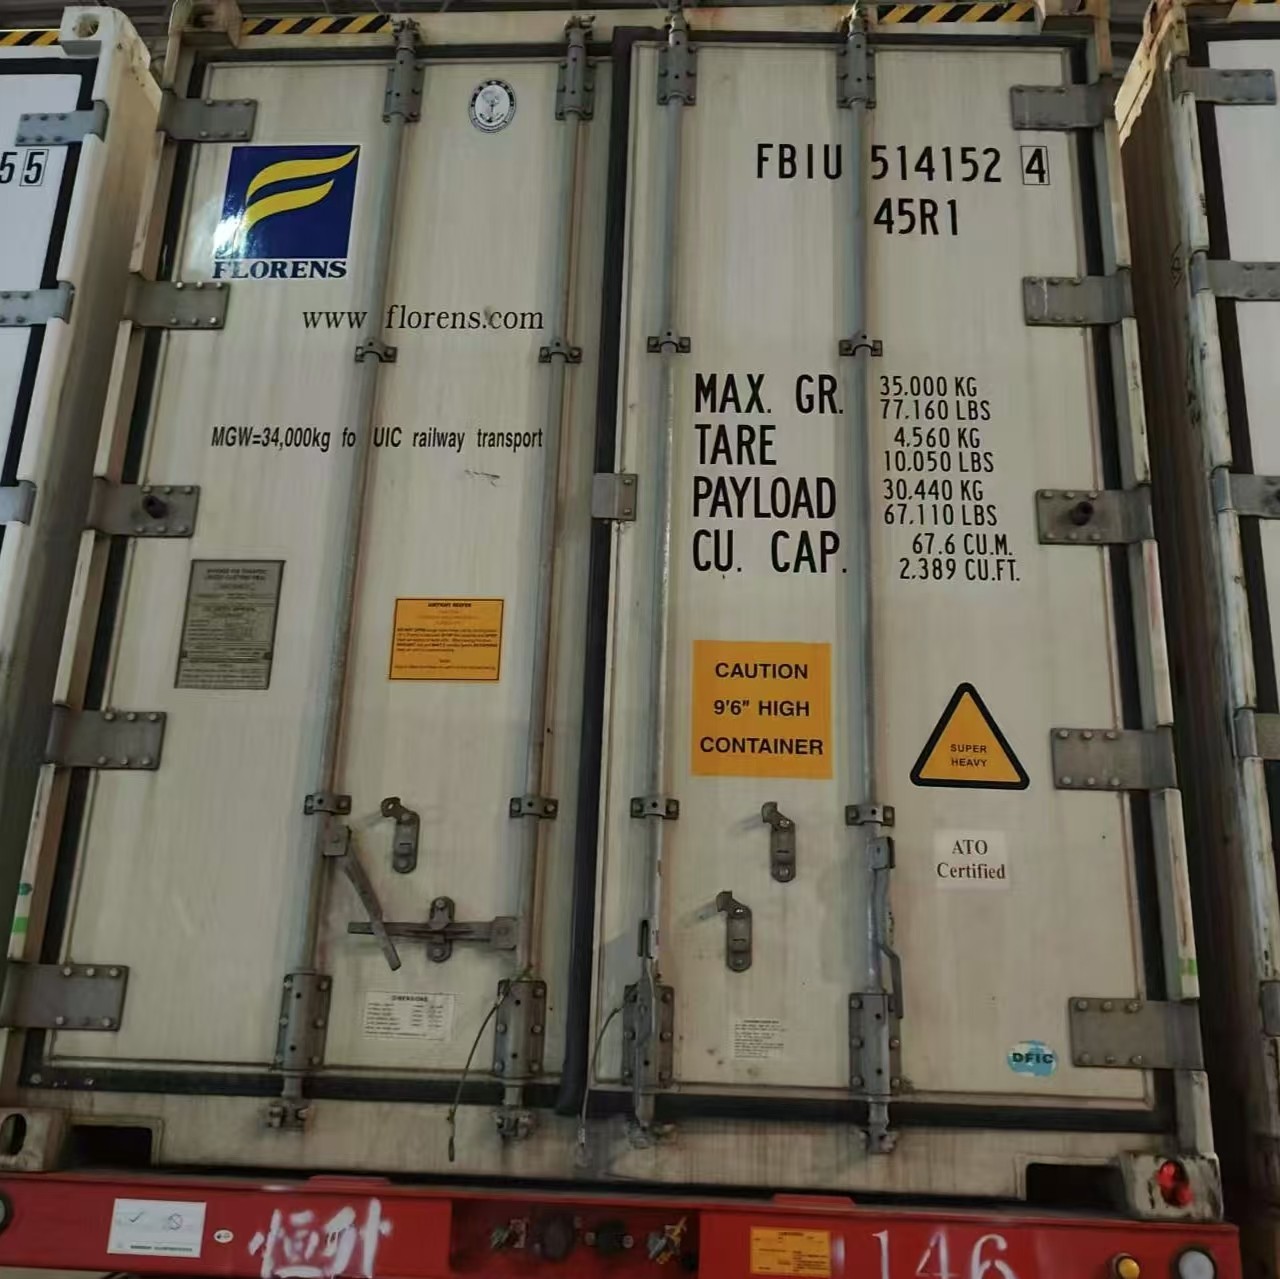 55
FLORENS
www florens.com
MGW=34,000kg fo UIC railway transport
FBIU 514152 4
45R1
MAX. GR. 35.000 KG
77.160 LBS
TARE 4.560 KG
10.050 LBS
PAYLOAD 30.440 KG
67.110 LBS
CU. CAP. 67.6 CU.M.
2.389 CU.FT.
CAUTION
9'6" HIGH
CONTAINER
SUPER
HEAVY
ATO
Certified
DIMENSIONS
DFIC
恒升
146